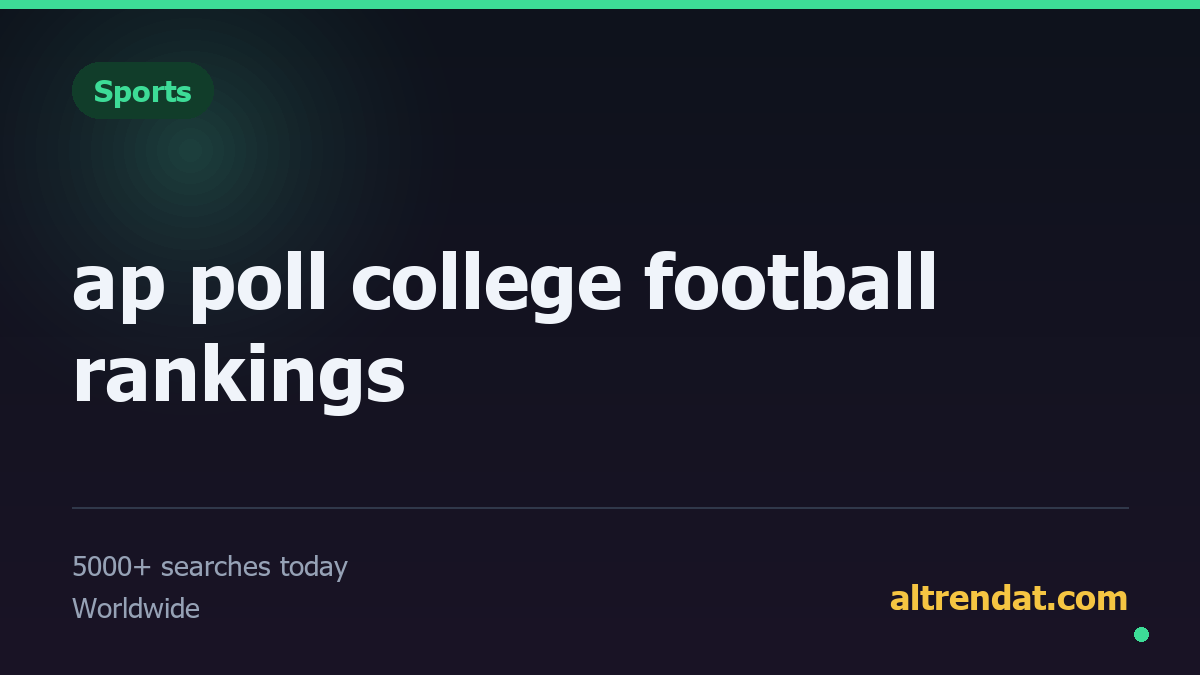 Sports
ap poll college football
rankings
5000+ searches today
Worldwide
altrendat.com